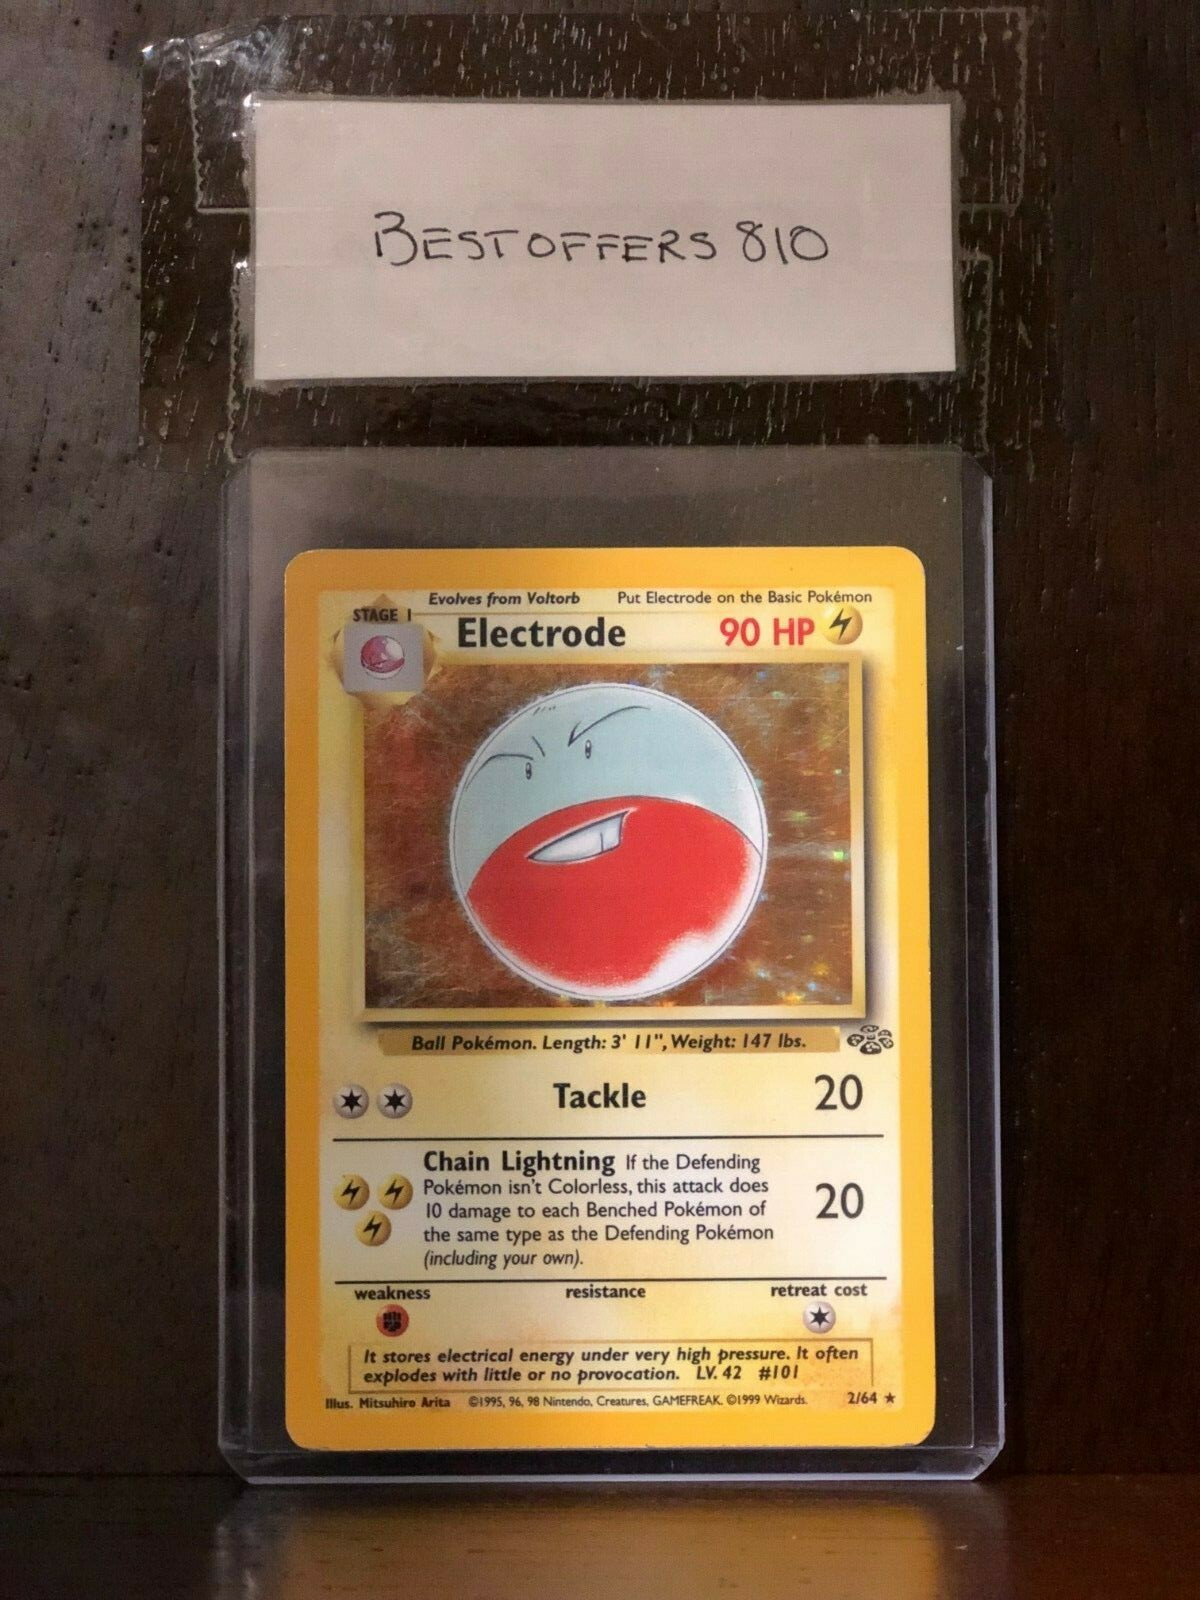 BESTOFFERS 810
Evolves from Voltorb Put Electrode on the Basic Pokémon
STAGE 1
Electrode 90 HP
Ball Pokémon. Length: 3' 11", Weight: 147 lbs.
Tackle 20
Chain Lightning If the Defending
Pokémon isn't Colorless, this attack does
10 damage to each Benched Pokémon of
the same type as the Defending Pokémon
(including your own).
20
weakness resistance retreat cost
It stores electrical energy under very high pressure. It often
explodes with little or no provocation. LV. 42 #101
Illus. Mitsuhiro Arita ©1995, 96, 98 Nintendo, Creatures, GAMEFREAK. ©1999 Wizards. 2/64 ★